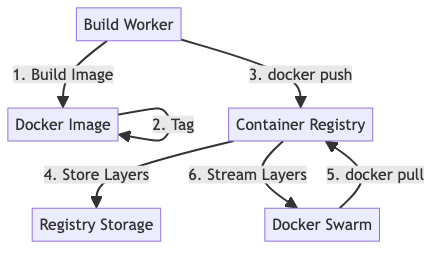 Build Worker
1. Build Image
3. docker push
Docker Image
2. Tag
Container Registry
4. Store Layers
6. Stream Layers
5. docker pull
Registry Storage
Docker Swarm